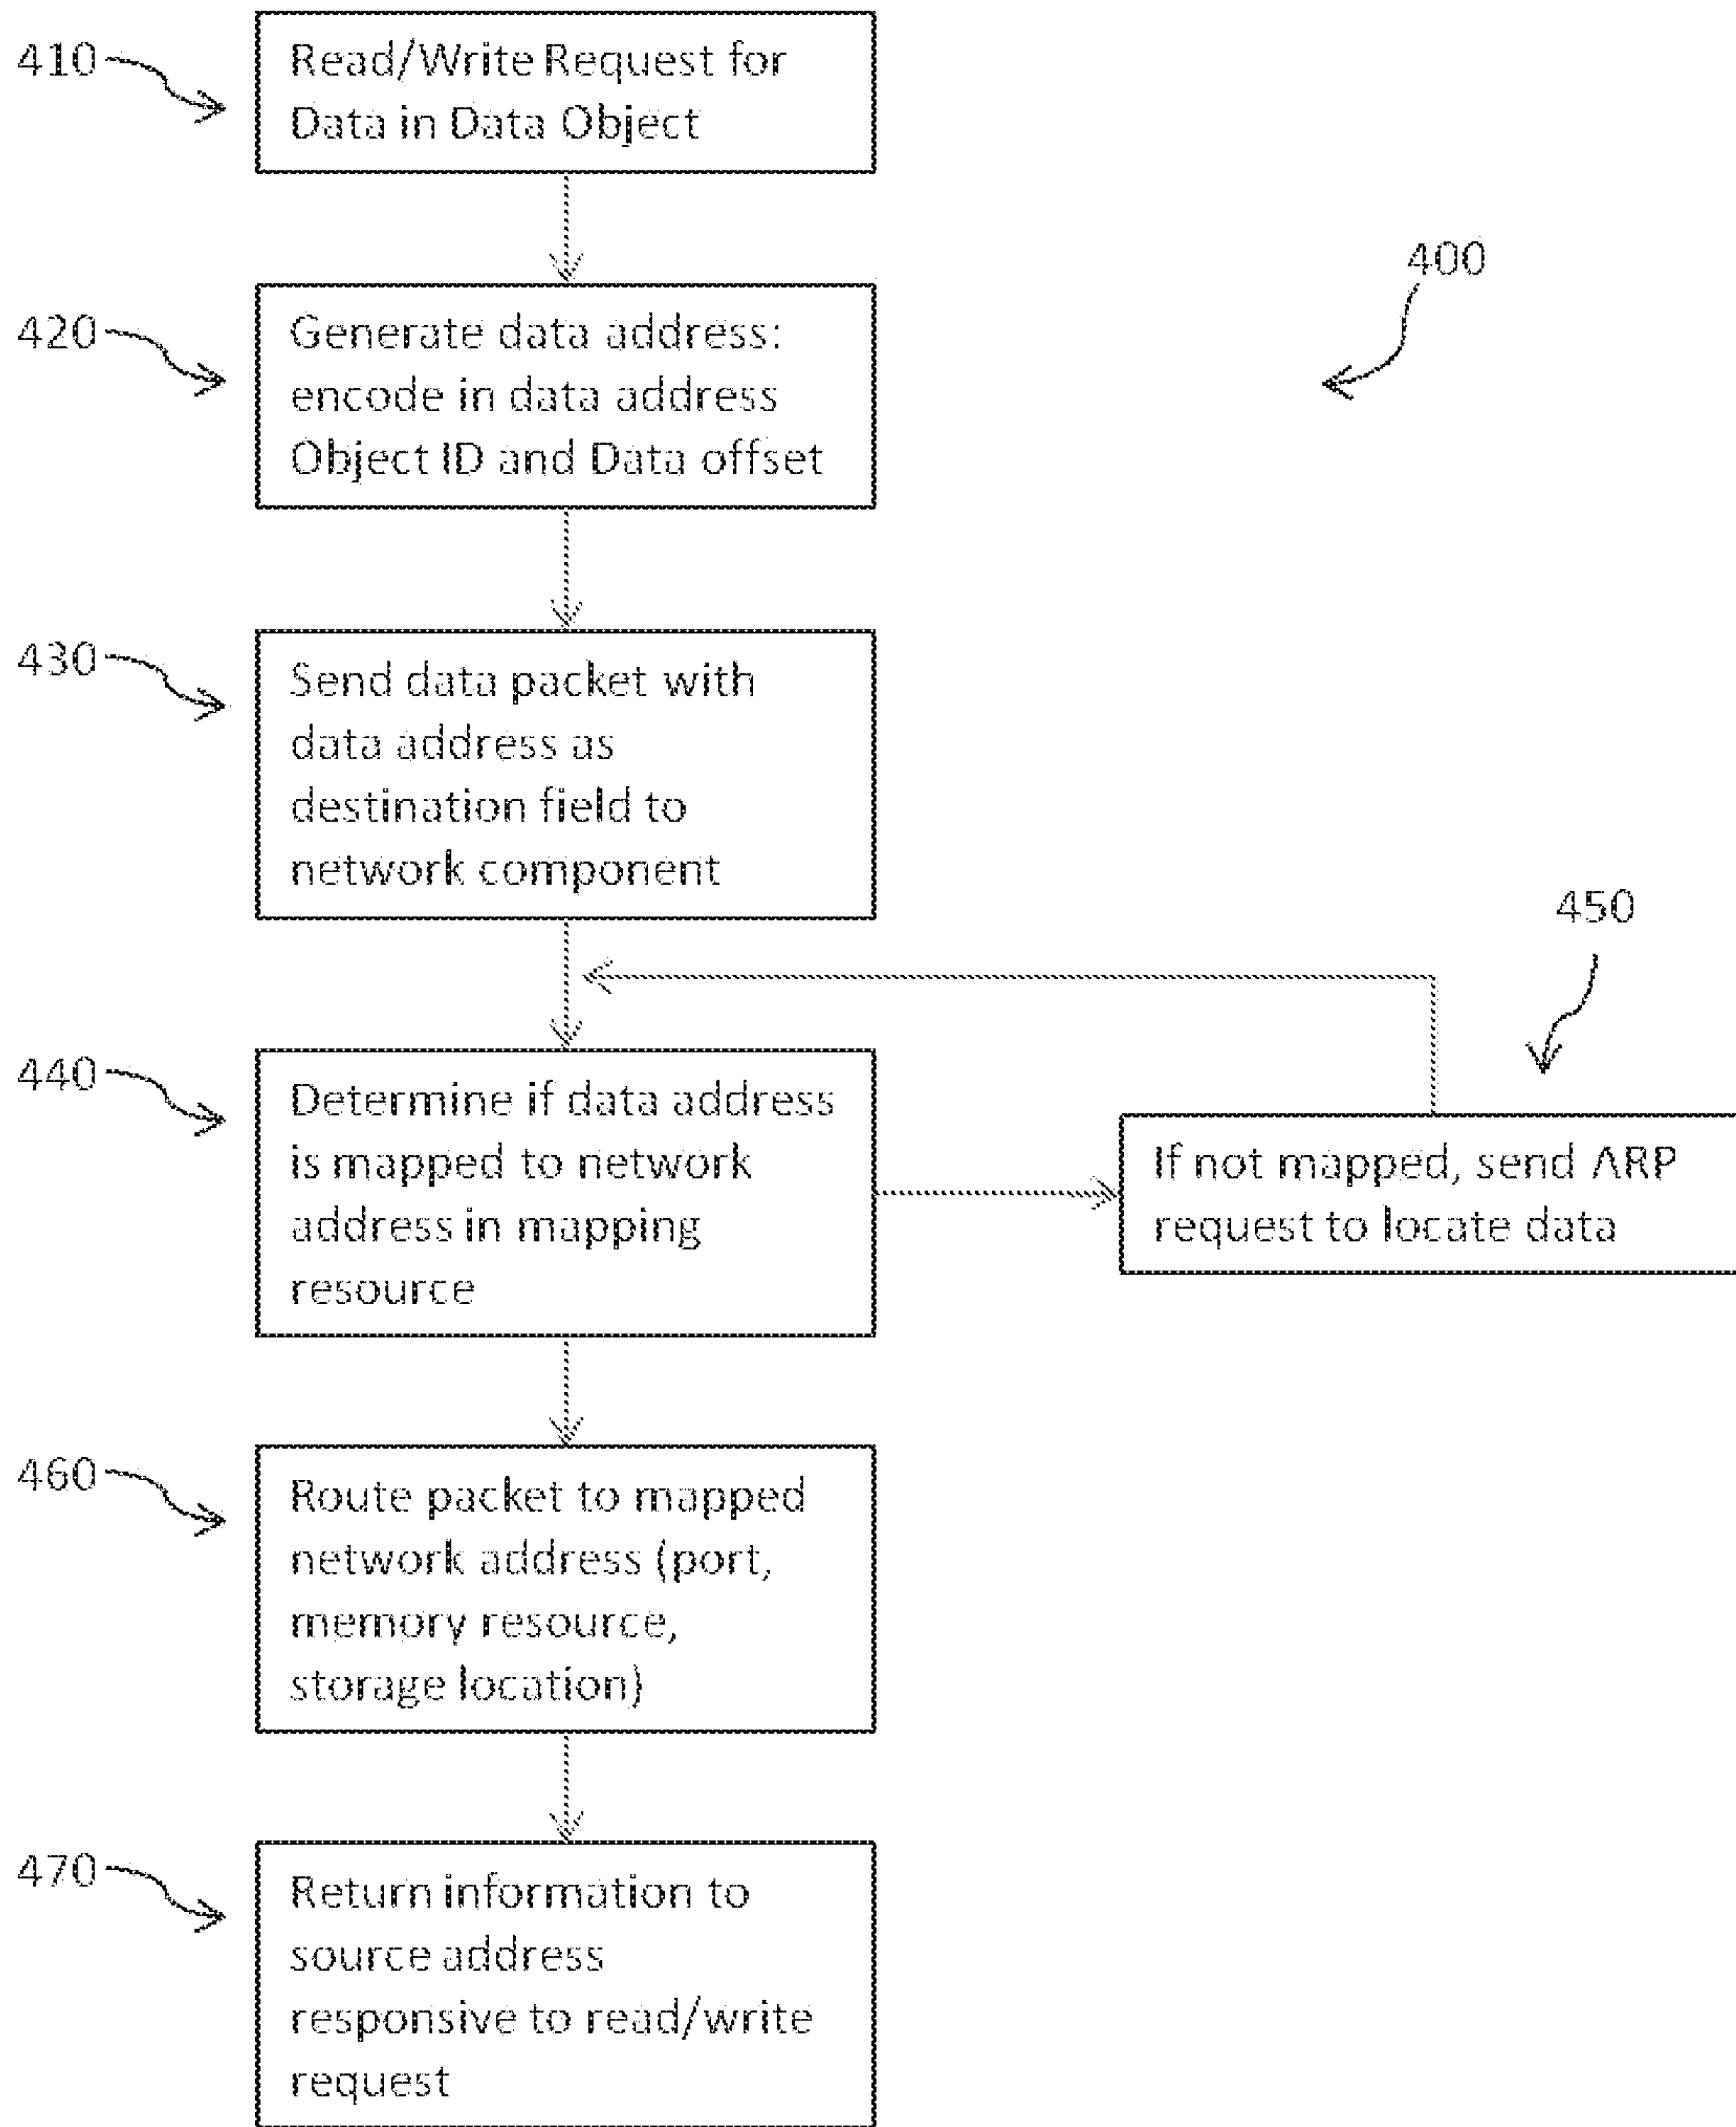 410
Read/Write Request for
Data in Data Object
400
420
Generate data address:
encode in data address
Object ID and Data offset
430
Send data packet with
data address as
destination field to
network component
450
440
Determine if data address
is mapped to network
address in mapping
resource
If not mapped, send ARP
request to locate data
460
Route packet to mapped
network address (port,
memory resource,
storage location)
470
Return information to
source address
responsive to read/write
request